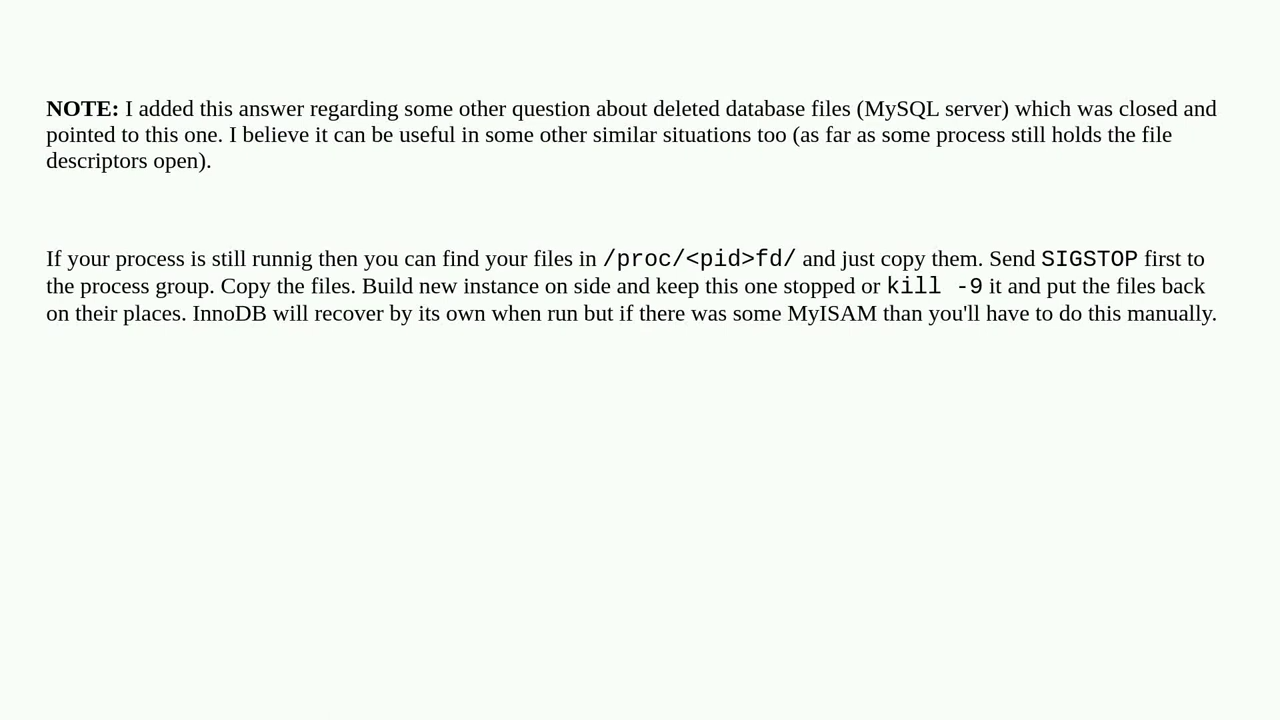 NOTE: I added this answer regarding some other question about deleted database files (MySQL server) which was closed and
pointed to this one. I believe it can be useful in some other similar situations too (as far as some process still holds the file
descriptors open).
If your process is still runnig then you can find your files in /proc/<pid>fd/ and just copy them. Send SIGSTOP first to
the process group. Copy the files. Build new instance on side and keep this one stopped or kill -9 it and put the files back
on their places. InnoDB will recover by its own when run but if there was some MyISAM than you'll have to do this manually.